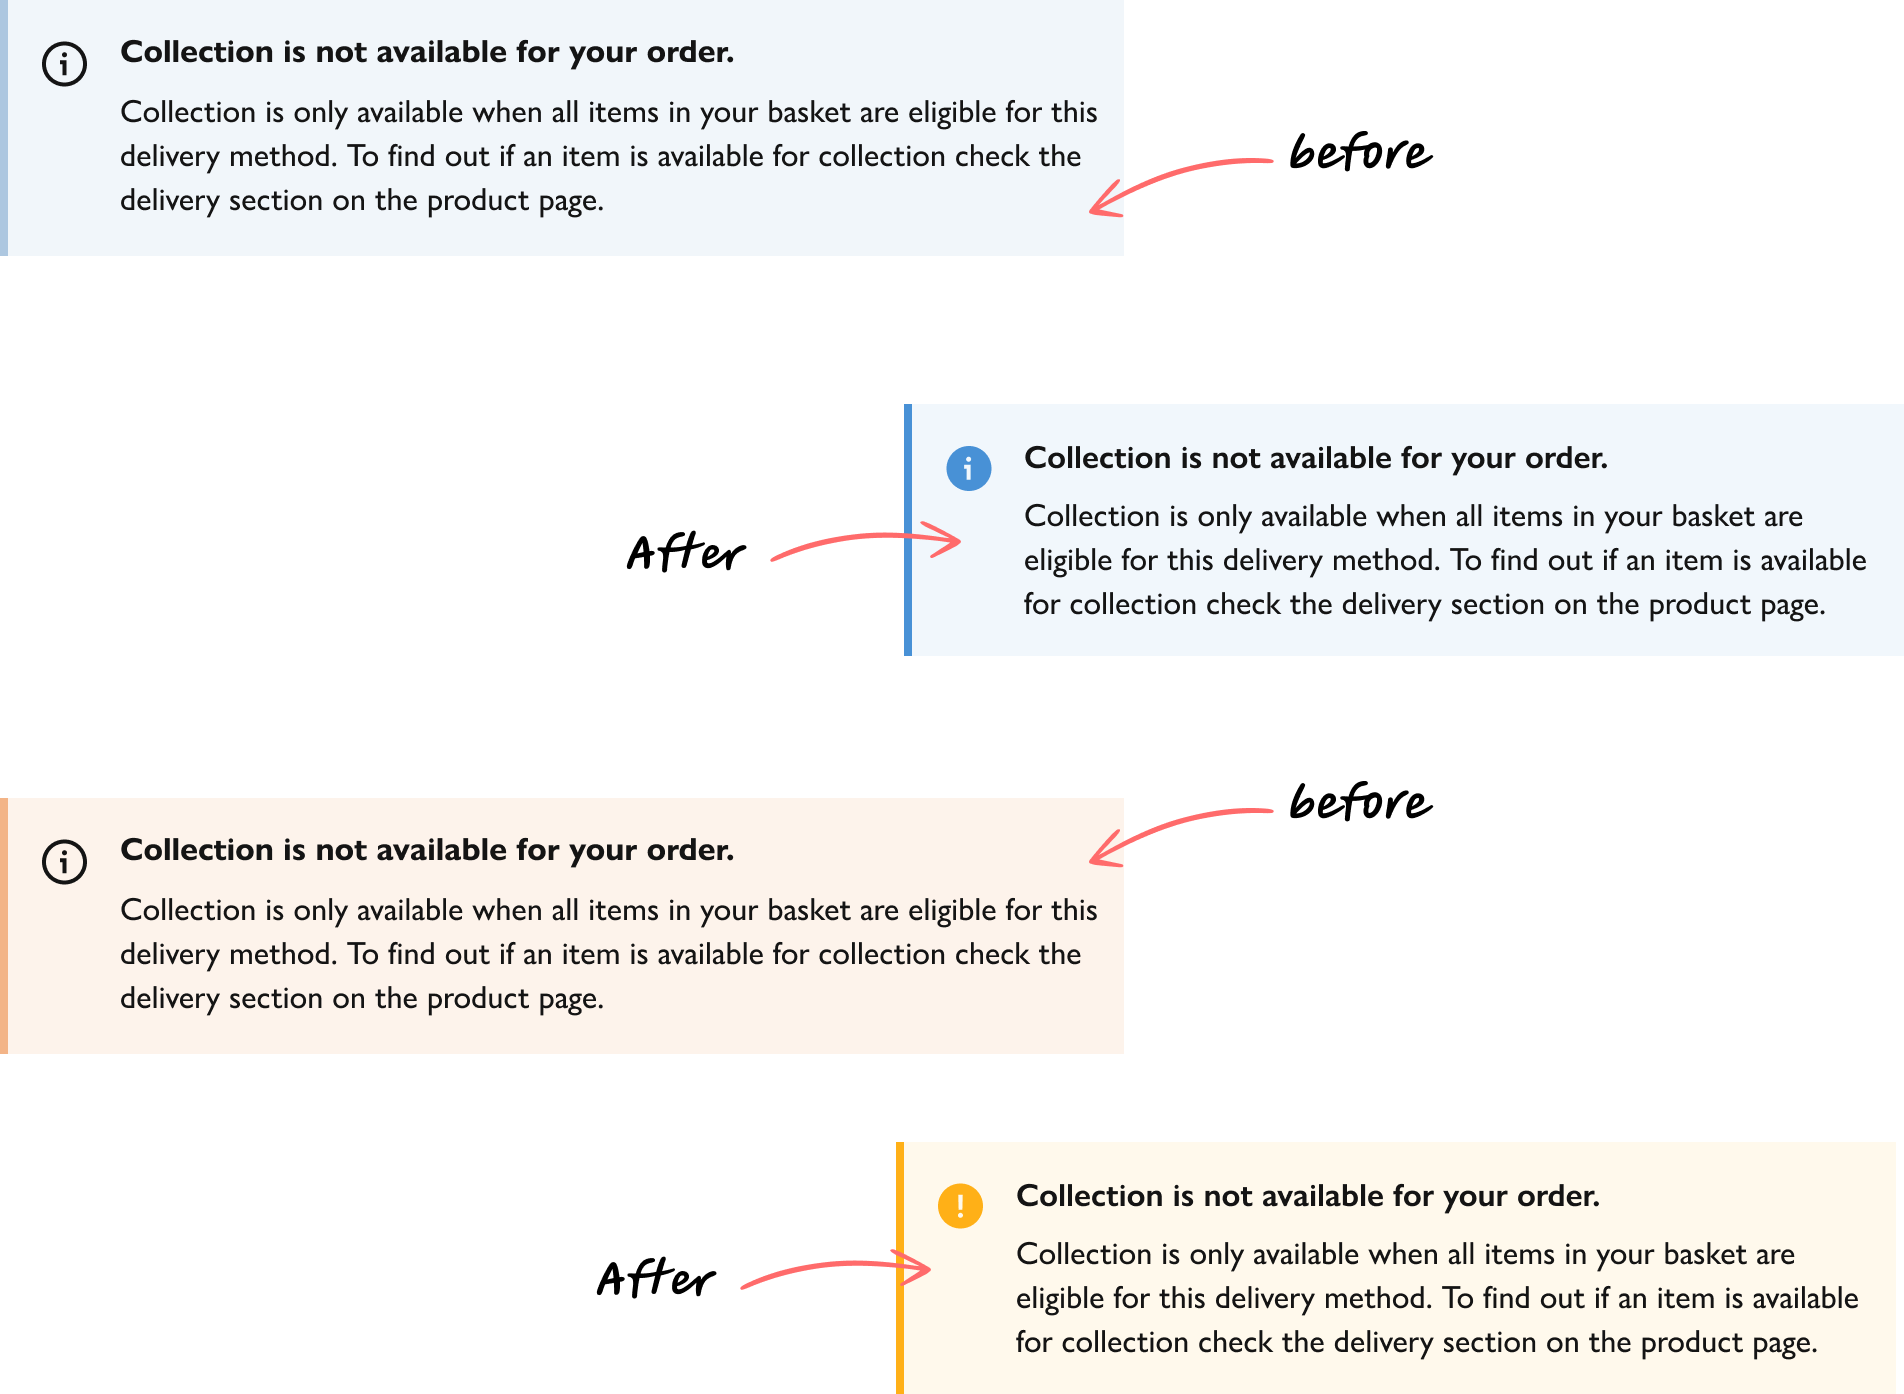 Collection is not available for your order.
Collection is only available when all items in your basket are eligible for this
delivery method. To find out if an item is available for collection check the
delivery section on the product page.
before
Collection is not available for your order.
Collection is only available when all items in your basket are
eligible for this delivery method. To find out if an item is available
for collection check the delivery section on the product page.
After
before
Collection is not available for your order.
Collection is only available when all items in your basket are eligible for this
delivery method. To find out if an item is available for collection check the
delivery section on the product page.
Collection is not available for your order.
Collection is only available when all items in your basket are
eligible for this delivery method. To find out if an item is available
for collection check the delivery section on the product page.
After